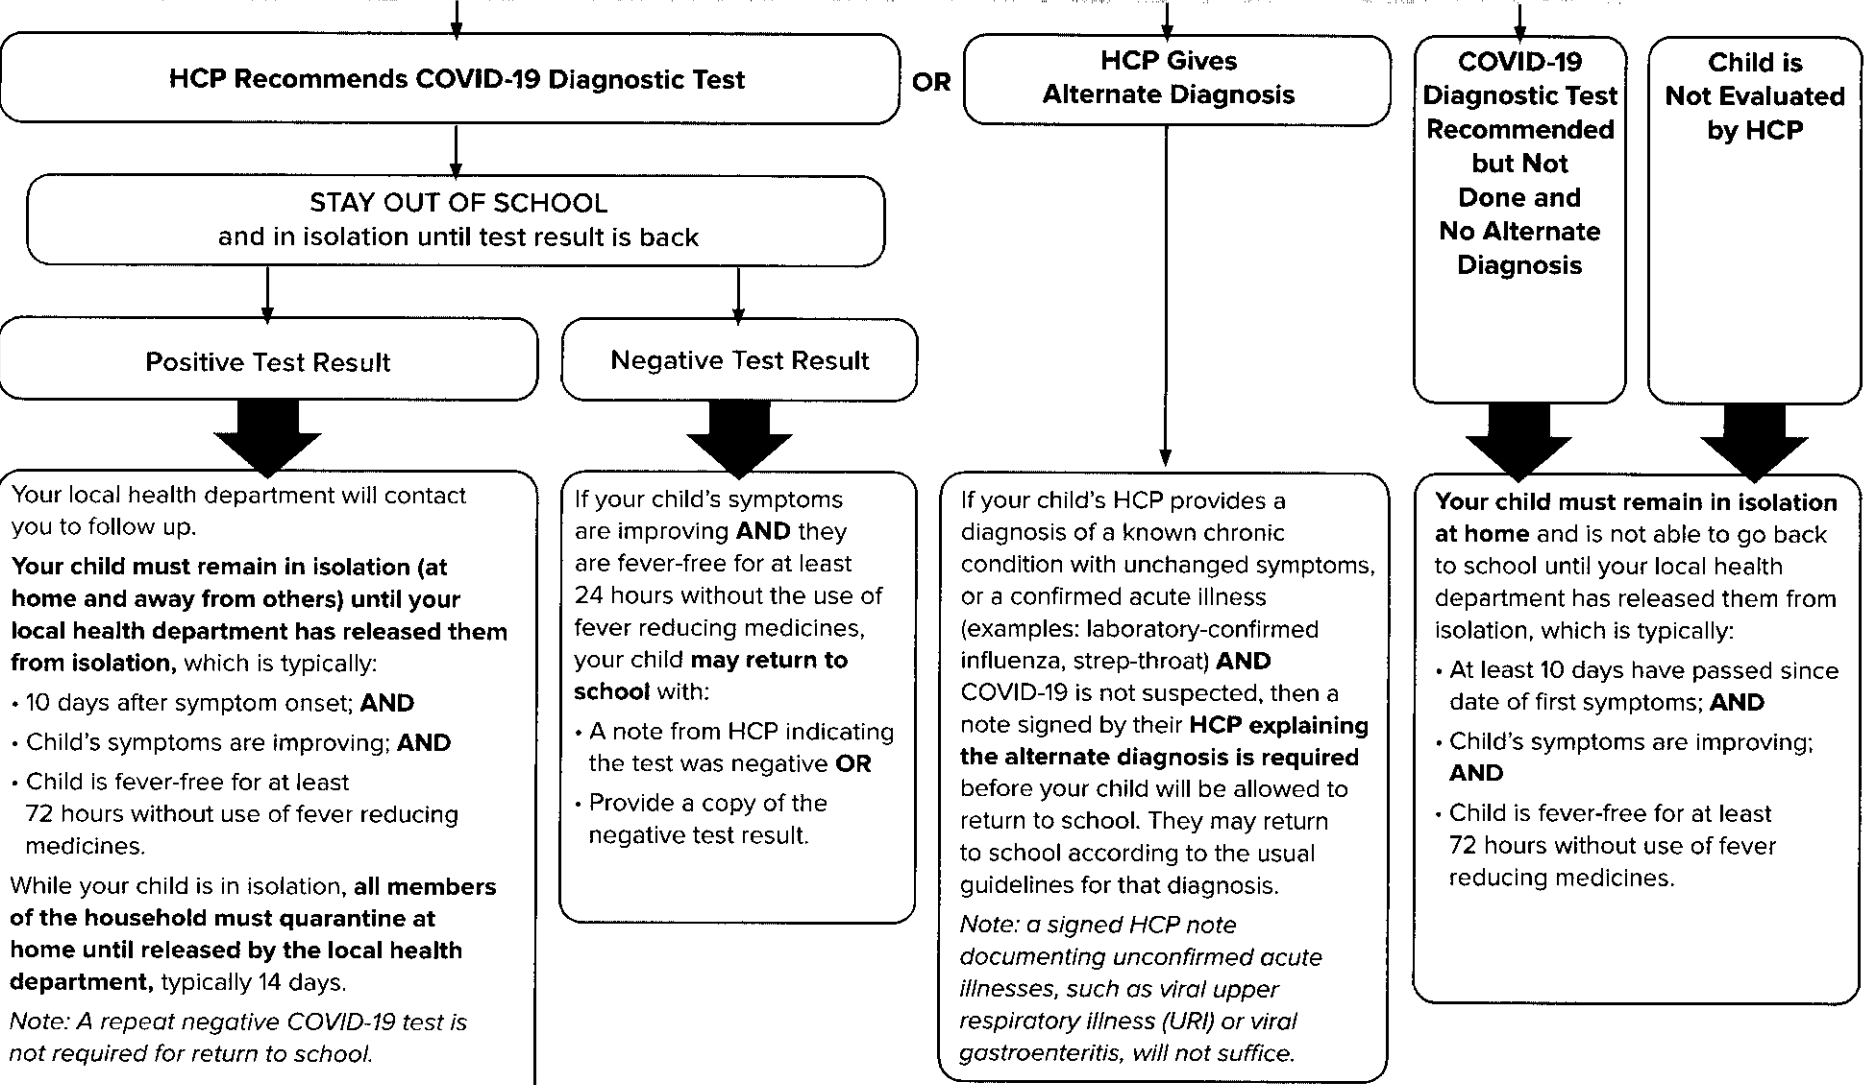 HCP Recommends COVID-19 Diagnostic Test
OR
HCP Gives
Alternate Diagnosis
COVID-19
Diagnostic Test
Recommended
but Not
Done and
No Alternate
Diagnosis
Child is
Not Evaluated
by HCP
STAY OUT OF SCHOOL
and in isolation until test result is back
Positive Test Result
Negative Test Result
Your local health department will contact
you to follow up.
Your child must remain in isolation (at
home and away from others) until your
local health department has released them
from isolation, which is typically:
• 10 days after symptom onset; AND
• Child's symptoms are improving; AND
• Child is fever-free for at least
72 hours without use of fever reducing
medicines.
While your child is in isolation, all members
of the household must quarantine at
home until released by the local health
department, typically 14 days.
Note: A repeat negative COVID-19 test is
not required for return to school.
If your child's symptoms
are improving AND they
are fever-free for at least
24 hours without the use of
fever reducing medicines,
your child may return to
school with:
• A note from HCP indicating
the test was negative OR
• Provide a copy of the
negative test result.
If your child's HCP provides a
diagnosis of a known chronic
condition with unchanged symptoms,
or a confirmed acute illness
(examples: laboratory-confirmed
influenza, strep-throat) AND
COVID-19 is not suspected, then a
note signed by their HCP explaining
the alternate diagnosis is required
before your child will be allowed to
return to school. They may return
to school according to the usual
guidelines for that diagnosis.
Note: a signed HCP note
documenting unconfirmed acute
illnesses, such as viral upper
respiratory illness (URI) or viral
gastroenteritis, will not suffice.
Your child must remain in isolation
at home and is not able to go back
to school until your local health
department has released them from
isolation, which is typically:
• At least 10 days have passed since
date of first symptoms; AND
• Child's symptoms are improving;
AND
• Child is fever-free for at least
72 hours without use of fever
reducing medicines.